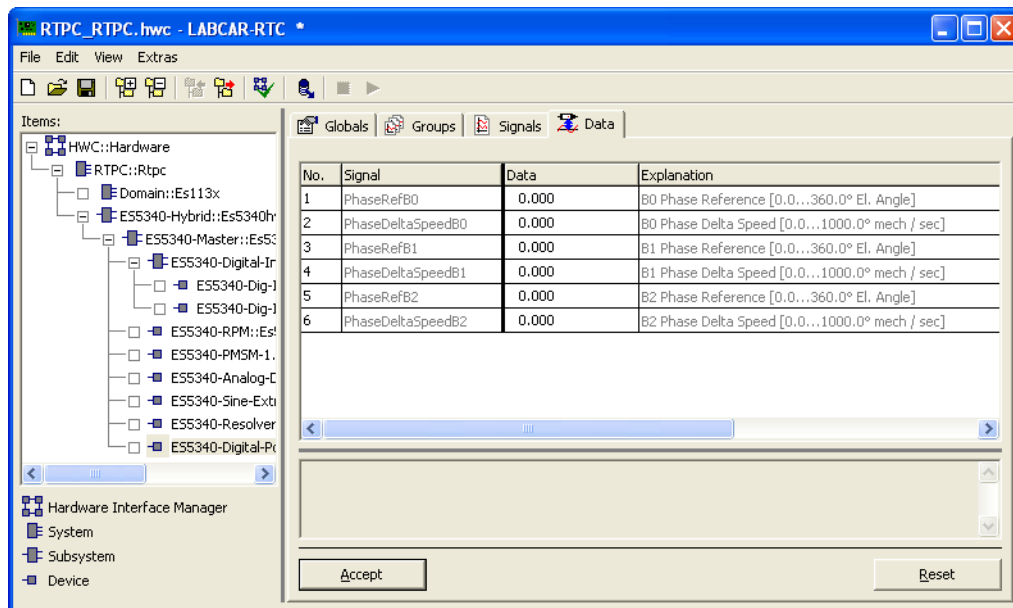 RTPC_RTPC.hwc - LABCAR-RTC *
File Edit View Extras
Items:
HWC::Hardware
RTPC::Rtpc
Domain::Es113x
ES5340-Hybrid::Es5340h
ES5340-Master::Es53
ES5340-Digital-In
ES5340-Dig-I
ES5340-Dig-I
ES5340-RPM::Es5
ES5340-PMSM-1.
ES5340-Analog-D
ES5340-Sine-Ext
ES5340-Resolver
ES5340-Digital-Po
Hardware Interface Manager
System
Subsystem
Device
Globals Groups Signals Data
No. Signal Data Explanation
1 PhaseRefB0 0.000 B0 Phase Reference [0.0...360.0° El. Angle]
2 PhaseDeltaSpeedB0 0.000 B0 Phase Delta Speed [0.0...1000.0° mech / sec]
3 PhaseRefB1 0.000 B1 Phase Reference [0.0...360.0° El. Angle]
4 PhaseDeltaSpeedB1 0.000 B1 Phase Delta Speed [0.0...1000.0° mech / sec]
5 PhaseRefB2 0.000 B2 Phase Reference [0.0...360.0° El. Angle]
6 PhaseDeltaSpeedB2 0.000 B2 Phase Delta Speed [0.0...1000.0° mech / sec]
Accept Reset